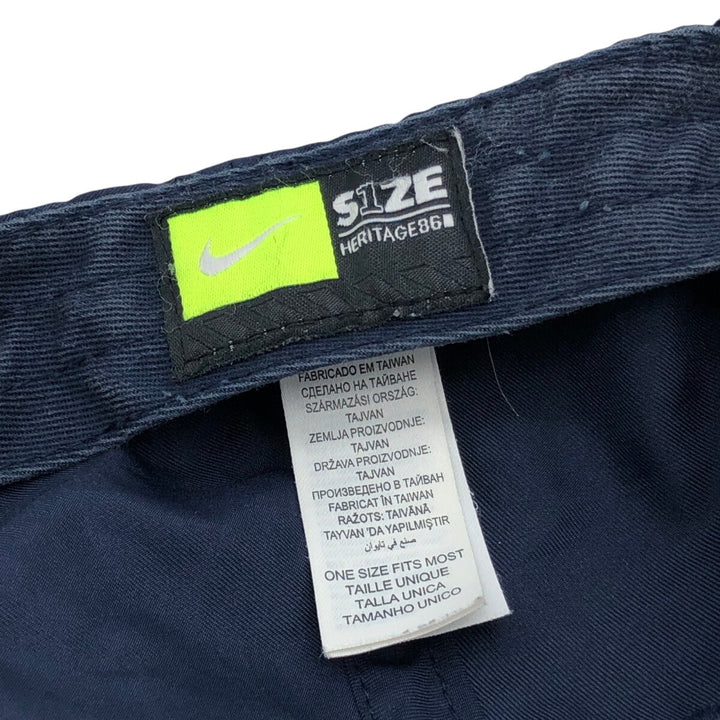 S1ZE
HERITAGE86
FABRICADO EM TAIWAN
СДЕЛАНО НА ТАЙВАНЕ
SZÁRMAZÁSI ORSZÁG:
TAJVAN
ZEMLJA PROIZVODNJE:
TAJVAN
DRŽAVA PROIZVODNJE:
TAJVAN
ПРОИЗВЕДЕНО В ТАЙВАН
FABRICAT ÎN TAIWAN
RAŽOTS: TAIVĀNĀ
TAYVAN 'DA YAPILMIŞTIR
صنع في تايوان
ONE SIZE FITS MOST
TAILLE UNIQUE
TALLA UNICA
TAMANHO UNICO